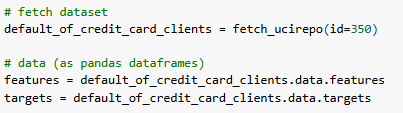 # fetch dataset
default_of_credit_card_clients = fetch_ucirepo(id=350)
# data (as pandas dataframes)
features = default_of_credit_card_clients.data.features
targets = default_of_credit_card_clients.data.targets